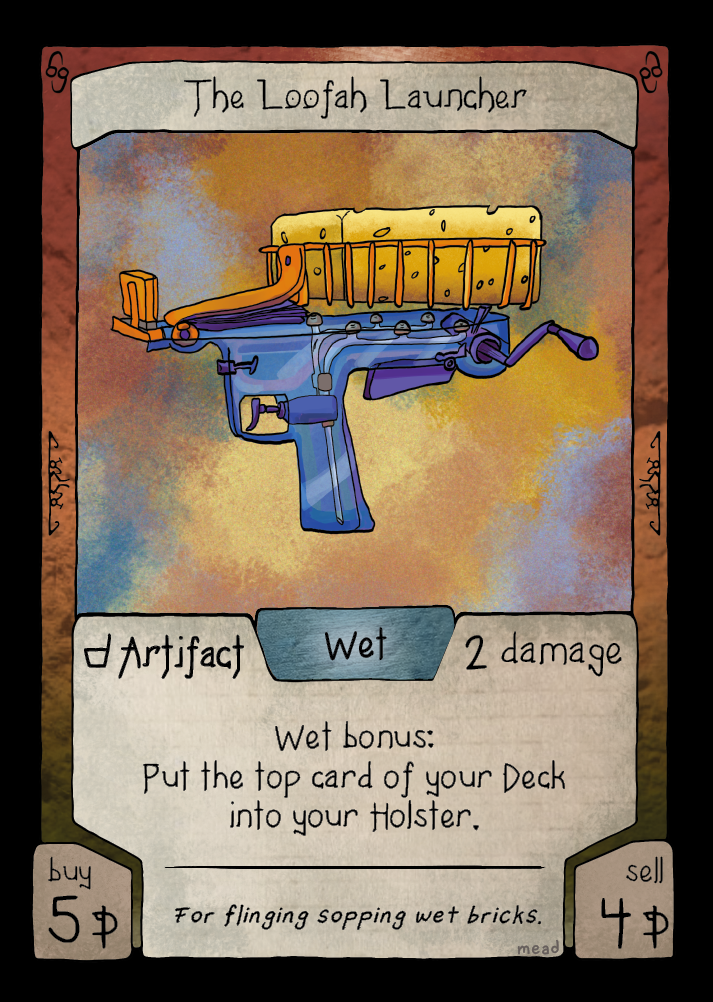 The Loofah Launcher
Artifact
Wet
2 damage
Wet bonus:
Put the top card of your Deck
into your Holster.
buy
5
sell
4
For flinging sopping wet bricks.
mead